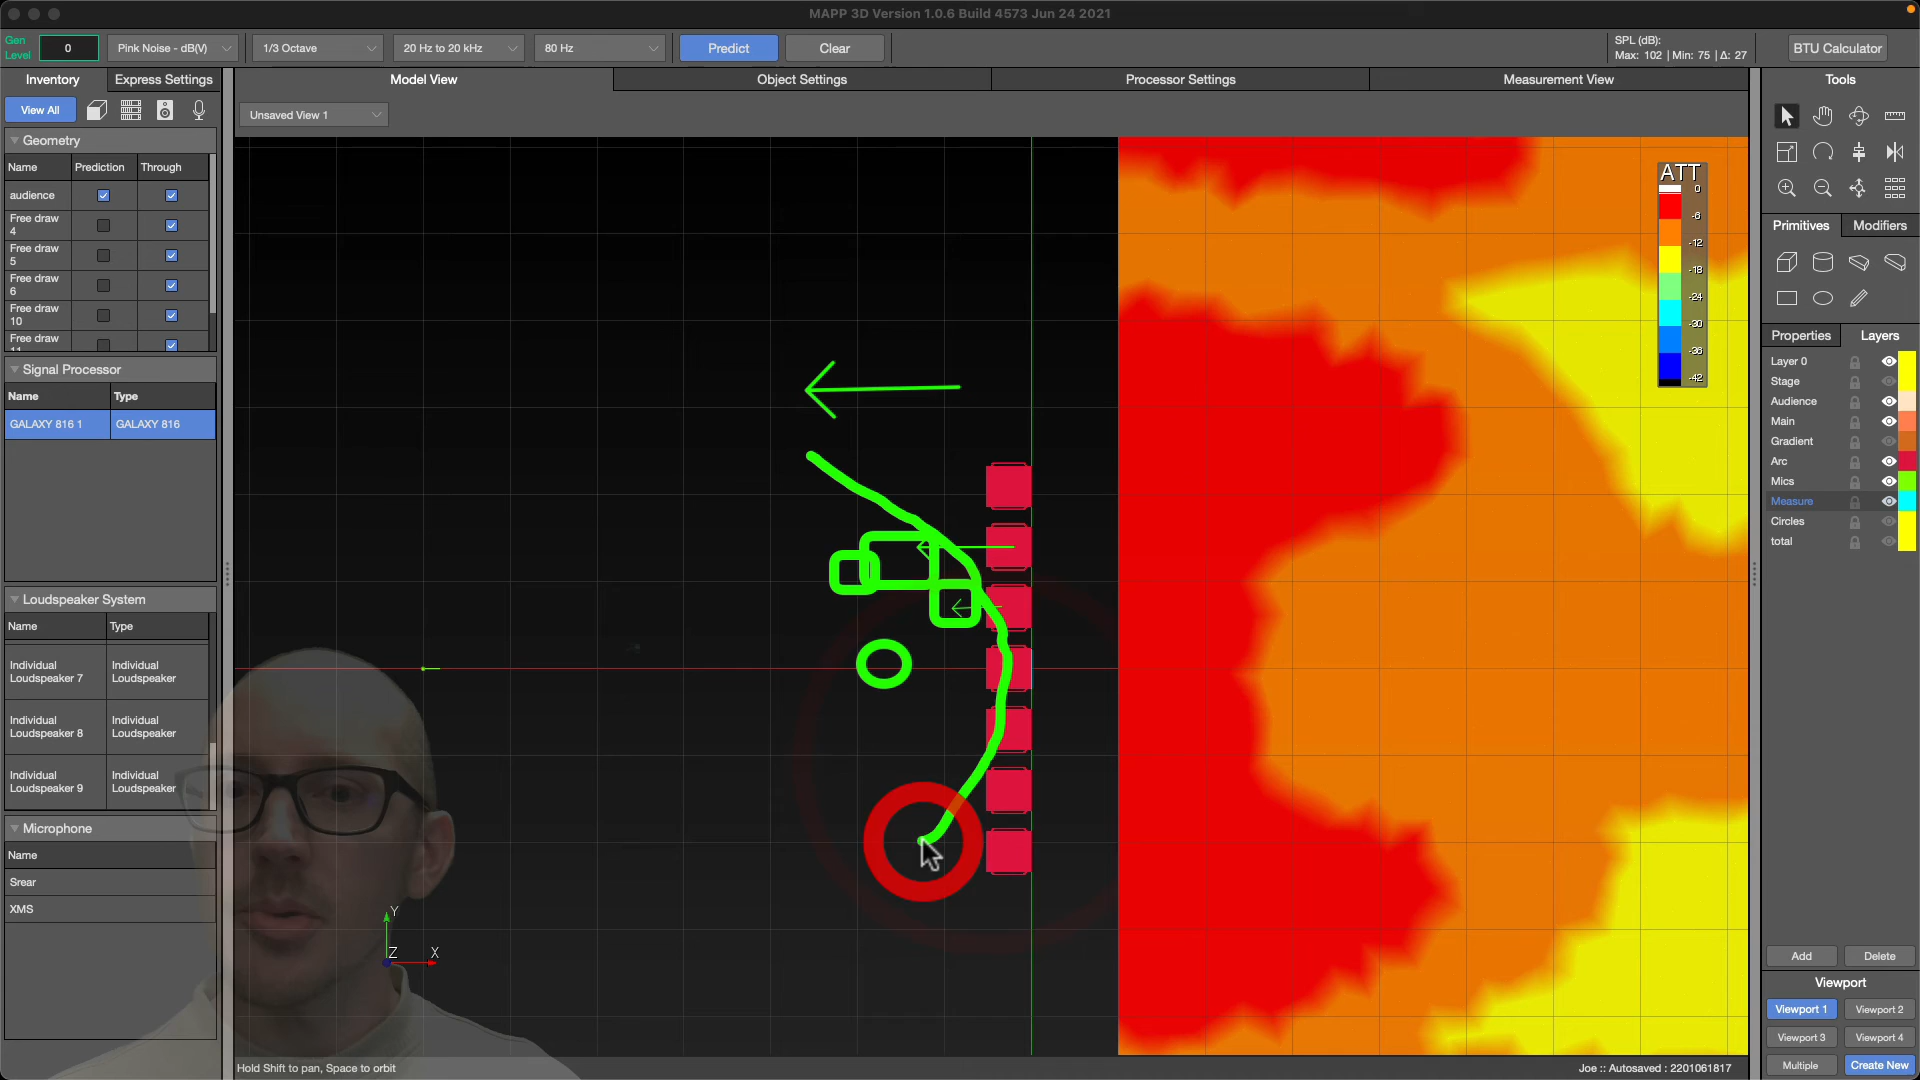 MAPP 3D Version 1.0.6 Build 4573 Jun 24 2021
Gen
Level
0
Pink Noise - dB(V)
1/3 Octave
20 Hz to 20 kHz
80 Hz
Predict
Clear
SPL (dB):
Max: 102 | Min: 75 | Δ: 27
BTU Calculator
Inventory
Express Settings
Model View
Object Settings
Processor Settings
Measurement View
Tools
View All
Unsaved View 1
Geometry
Name
Prediction
Through
audience
Free draw
4
Free draw
5
Free draw
6
Free draw
10
Free draw
Signal Processor
Name
Type
GALAXY 816 1
GALAXY 816
Loudspeaker System
Name
Type
Individual
Loudspeaker 7
Individual
Loudspeaker
Individual
Loudspeaker 8
Individual
Loudspeaker
Individual
Loudspeaker 9
Individual
Loudspeaker
Microphone
Name
Srear
XMS
Y
Z
X
ATT
0
-6
-12
-18
-24
-30
-36
-42
Primitives
Modifiers
Properties
Layers
Layer 0
Stage
Audience
Main
Gradient
Arc
Mics
Measure
Circles
total
Add
Delete
Viewport
Viewport 1
Viewport 2
Viewport 3
Viewport 4
Multiple
Create New
Hold Shift to pan, Space to orbit
Joe :: Autosaved : 2201061817